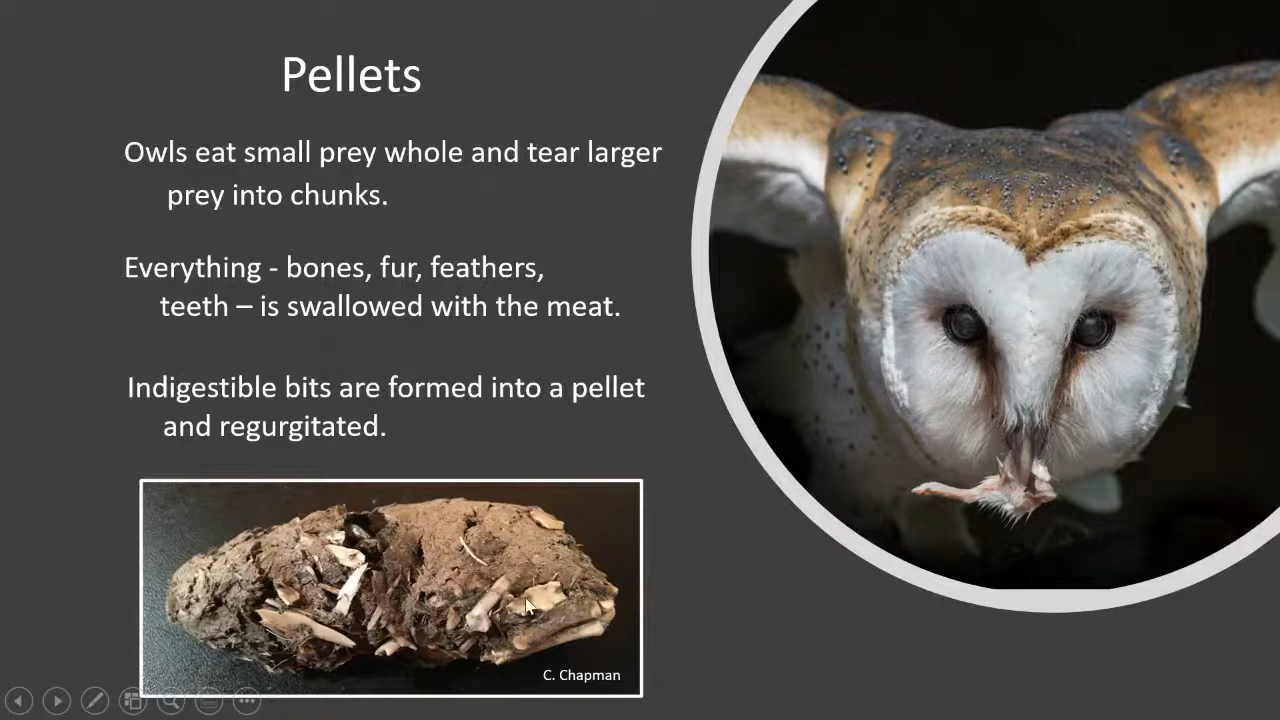 Pellets
Owls eat small prey whole and tear larger
prey into chunks.
Everything - bones, fur, feathers,
teeth – is swallowed with the meat.
Indigestible bits are formed into a pellet
and regurgitated.
C. Chapman